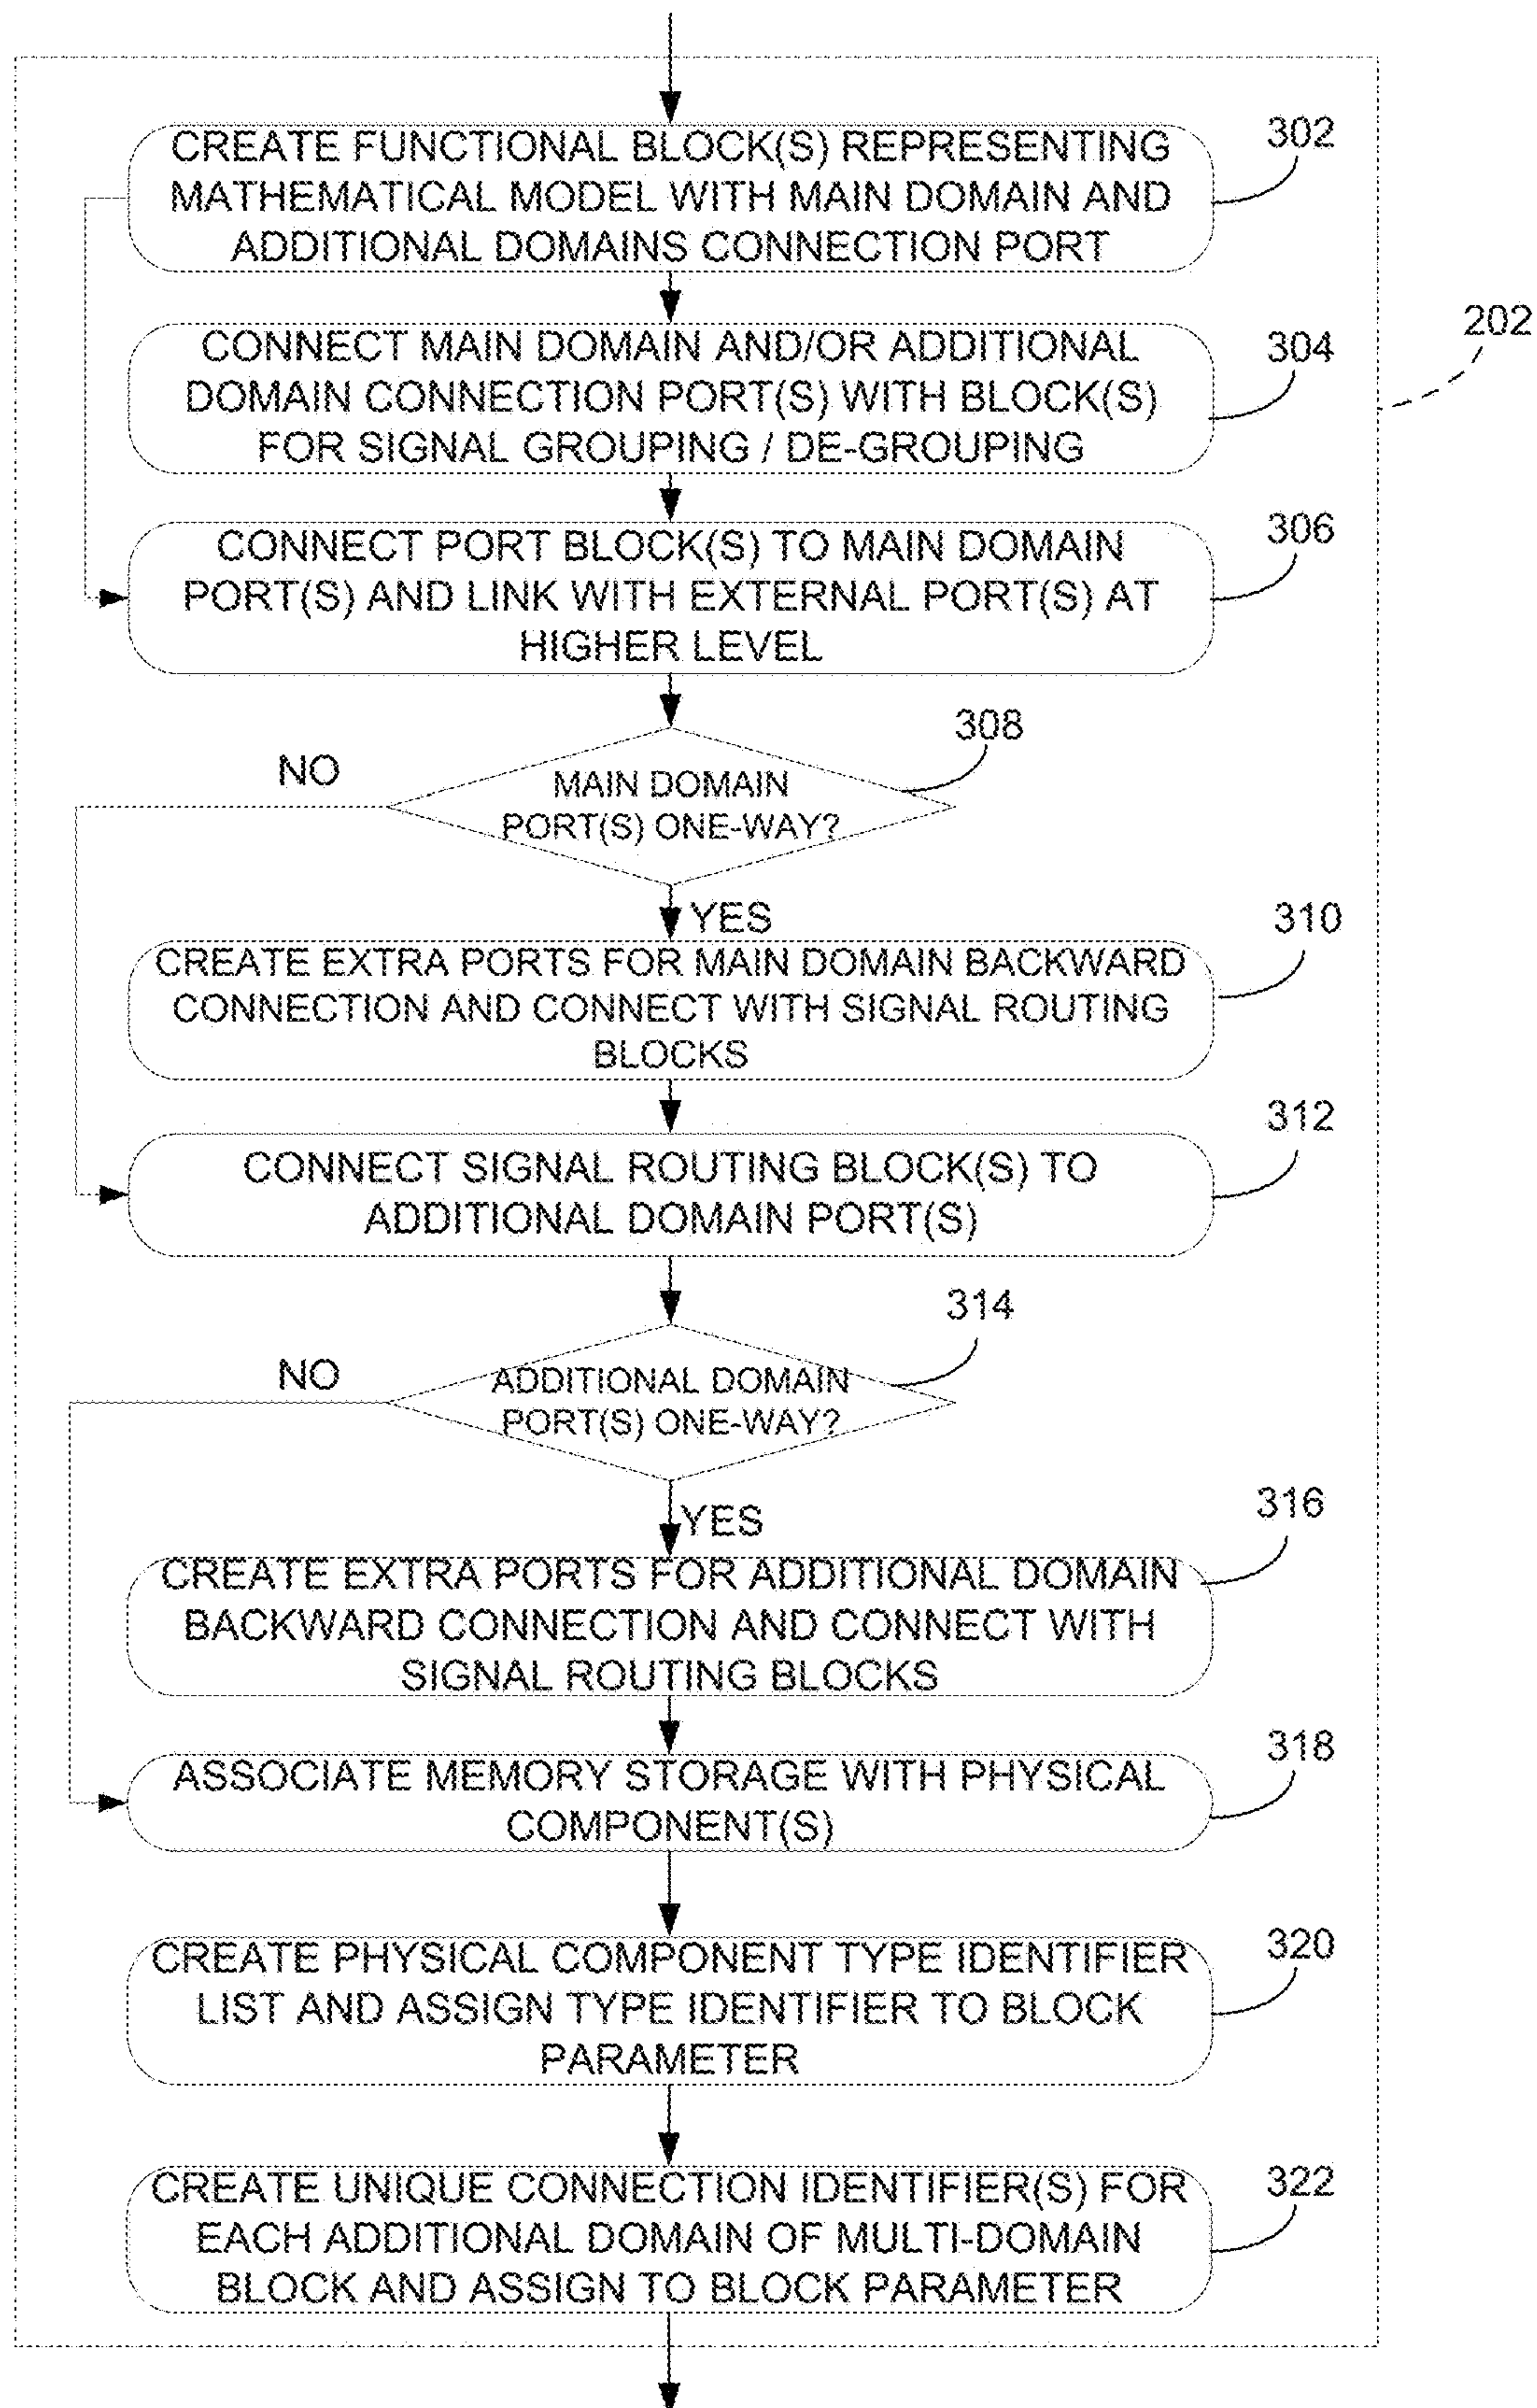 CREATE FUNCTIONAL BLOCK(S) REPRESENTING
MATHEMATICAL MODEL WITH MAIN DOMAIN AND
ADDITIONAL DOMAINS CONNECTION PORT
302
CONNECT MAIN DOMAIN AND/OR ADDITIONAL
DOMAIN CONNECTION PORT(S) WITH BLOCK(S)
FOR SIGNAL GROUPING / DE-GROUPING
304
202
CONNECT PORT BLOCK(S) TO MAIN DOMAIN
PORT(S) AND LINK WITH EXTERNAL PORT(S) AT
HIGHER LEVEL
306
308
NO
MAIN DOMAIN
PORT(S) ONE-WAY?
YES
310
CREATE EXTRA PORTS FOR MAIN DOMAIN BACKWARD
CONNECTION AND CONNECT WITH SIGNAL ROUTING
BLOCKS
312
CONNECT SIGNAL ROUTING BLOCK(S) TO
ADDITIONAL DOMAIN PORT(S)
314
NO
ADDITIONAL DOMAIN
PORT(S) ONE-WAY?
YES
316
CREATE EXTRA PORTS FOR ADDITIONAL DOMAIN
BACKWARD CONNECTION AND CONNECT WITH
SIGNAL ROUTING BLOCKS
318
ASSOCIATE MEMORY STORAGE WITH PHYSICAL
COMPONENT(S)
320
CREATE PHYSICAL COMPONENT TYPE IDENTIFIER
LIST AND ASSIGN TYPE IDENTIFIER TO BLOCK
PARAMETER
322
CREATE UNIQUE CONNECTION IDENTIFIER(S) FOR
EACH ADDITIONAL DOMAIN OF MULTI-DOMAIN
BLOCK AND ASSIGN TO BLOCK PARAMETER